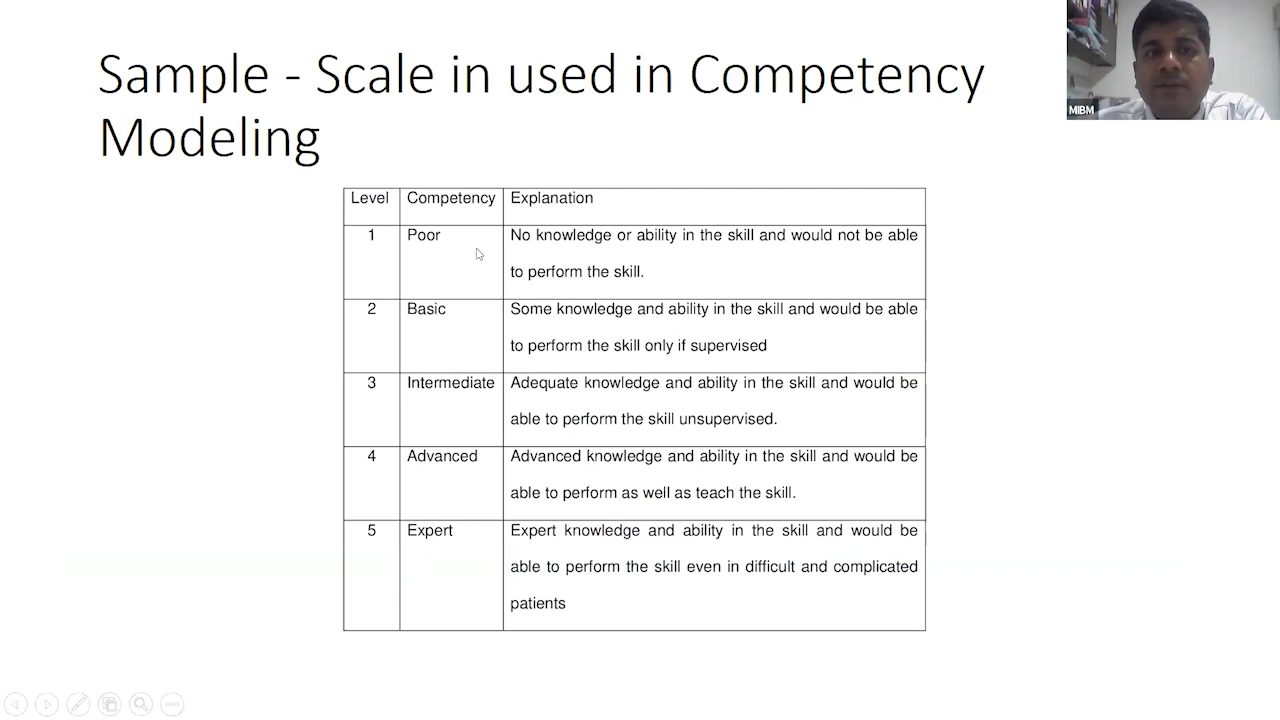 Sample - Scale in used in Competency
Modeling
MIBM
Level Competency Explanation
1 Poor No knowledge or ability in the skill and would not be able
to perform the skill.
2 Basic Some knowledge and ability in the skill and would be able
to perform the skill only if supervised
3 Intermediate Adequate knowledge and ability in the skill and would be
able to perform the skill unsupervised.
4 Advanced Advanced knowledge and ability in the skill and would be
able to perform as well as teach the skill.
5 Expert Expert knowledge and ability in the skill and would be
able to perform the skill even in difficult and complicated
patients